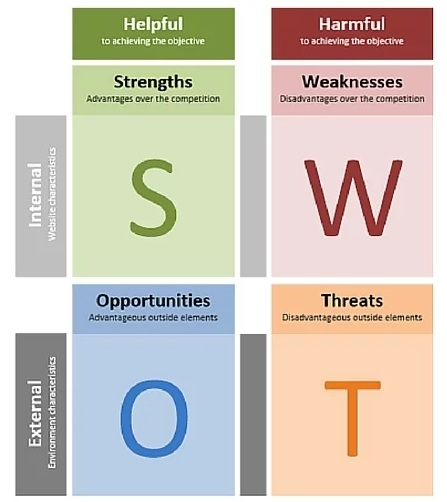 Helpful
to achieving the objective
Harmful
to achieving the objective
Strengths
Advantages over the competition
Weaknesses
Disadvantages over the competition
Internal
Website characteristics
S
W
Opportunities
Advantageous outside elements
Threats
Disadvantageous outside elements
External
Environment characteristics
O
T